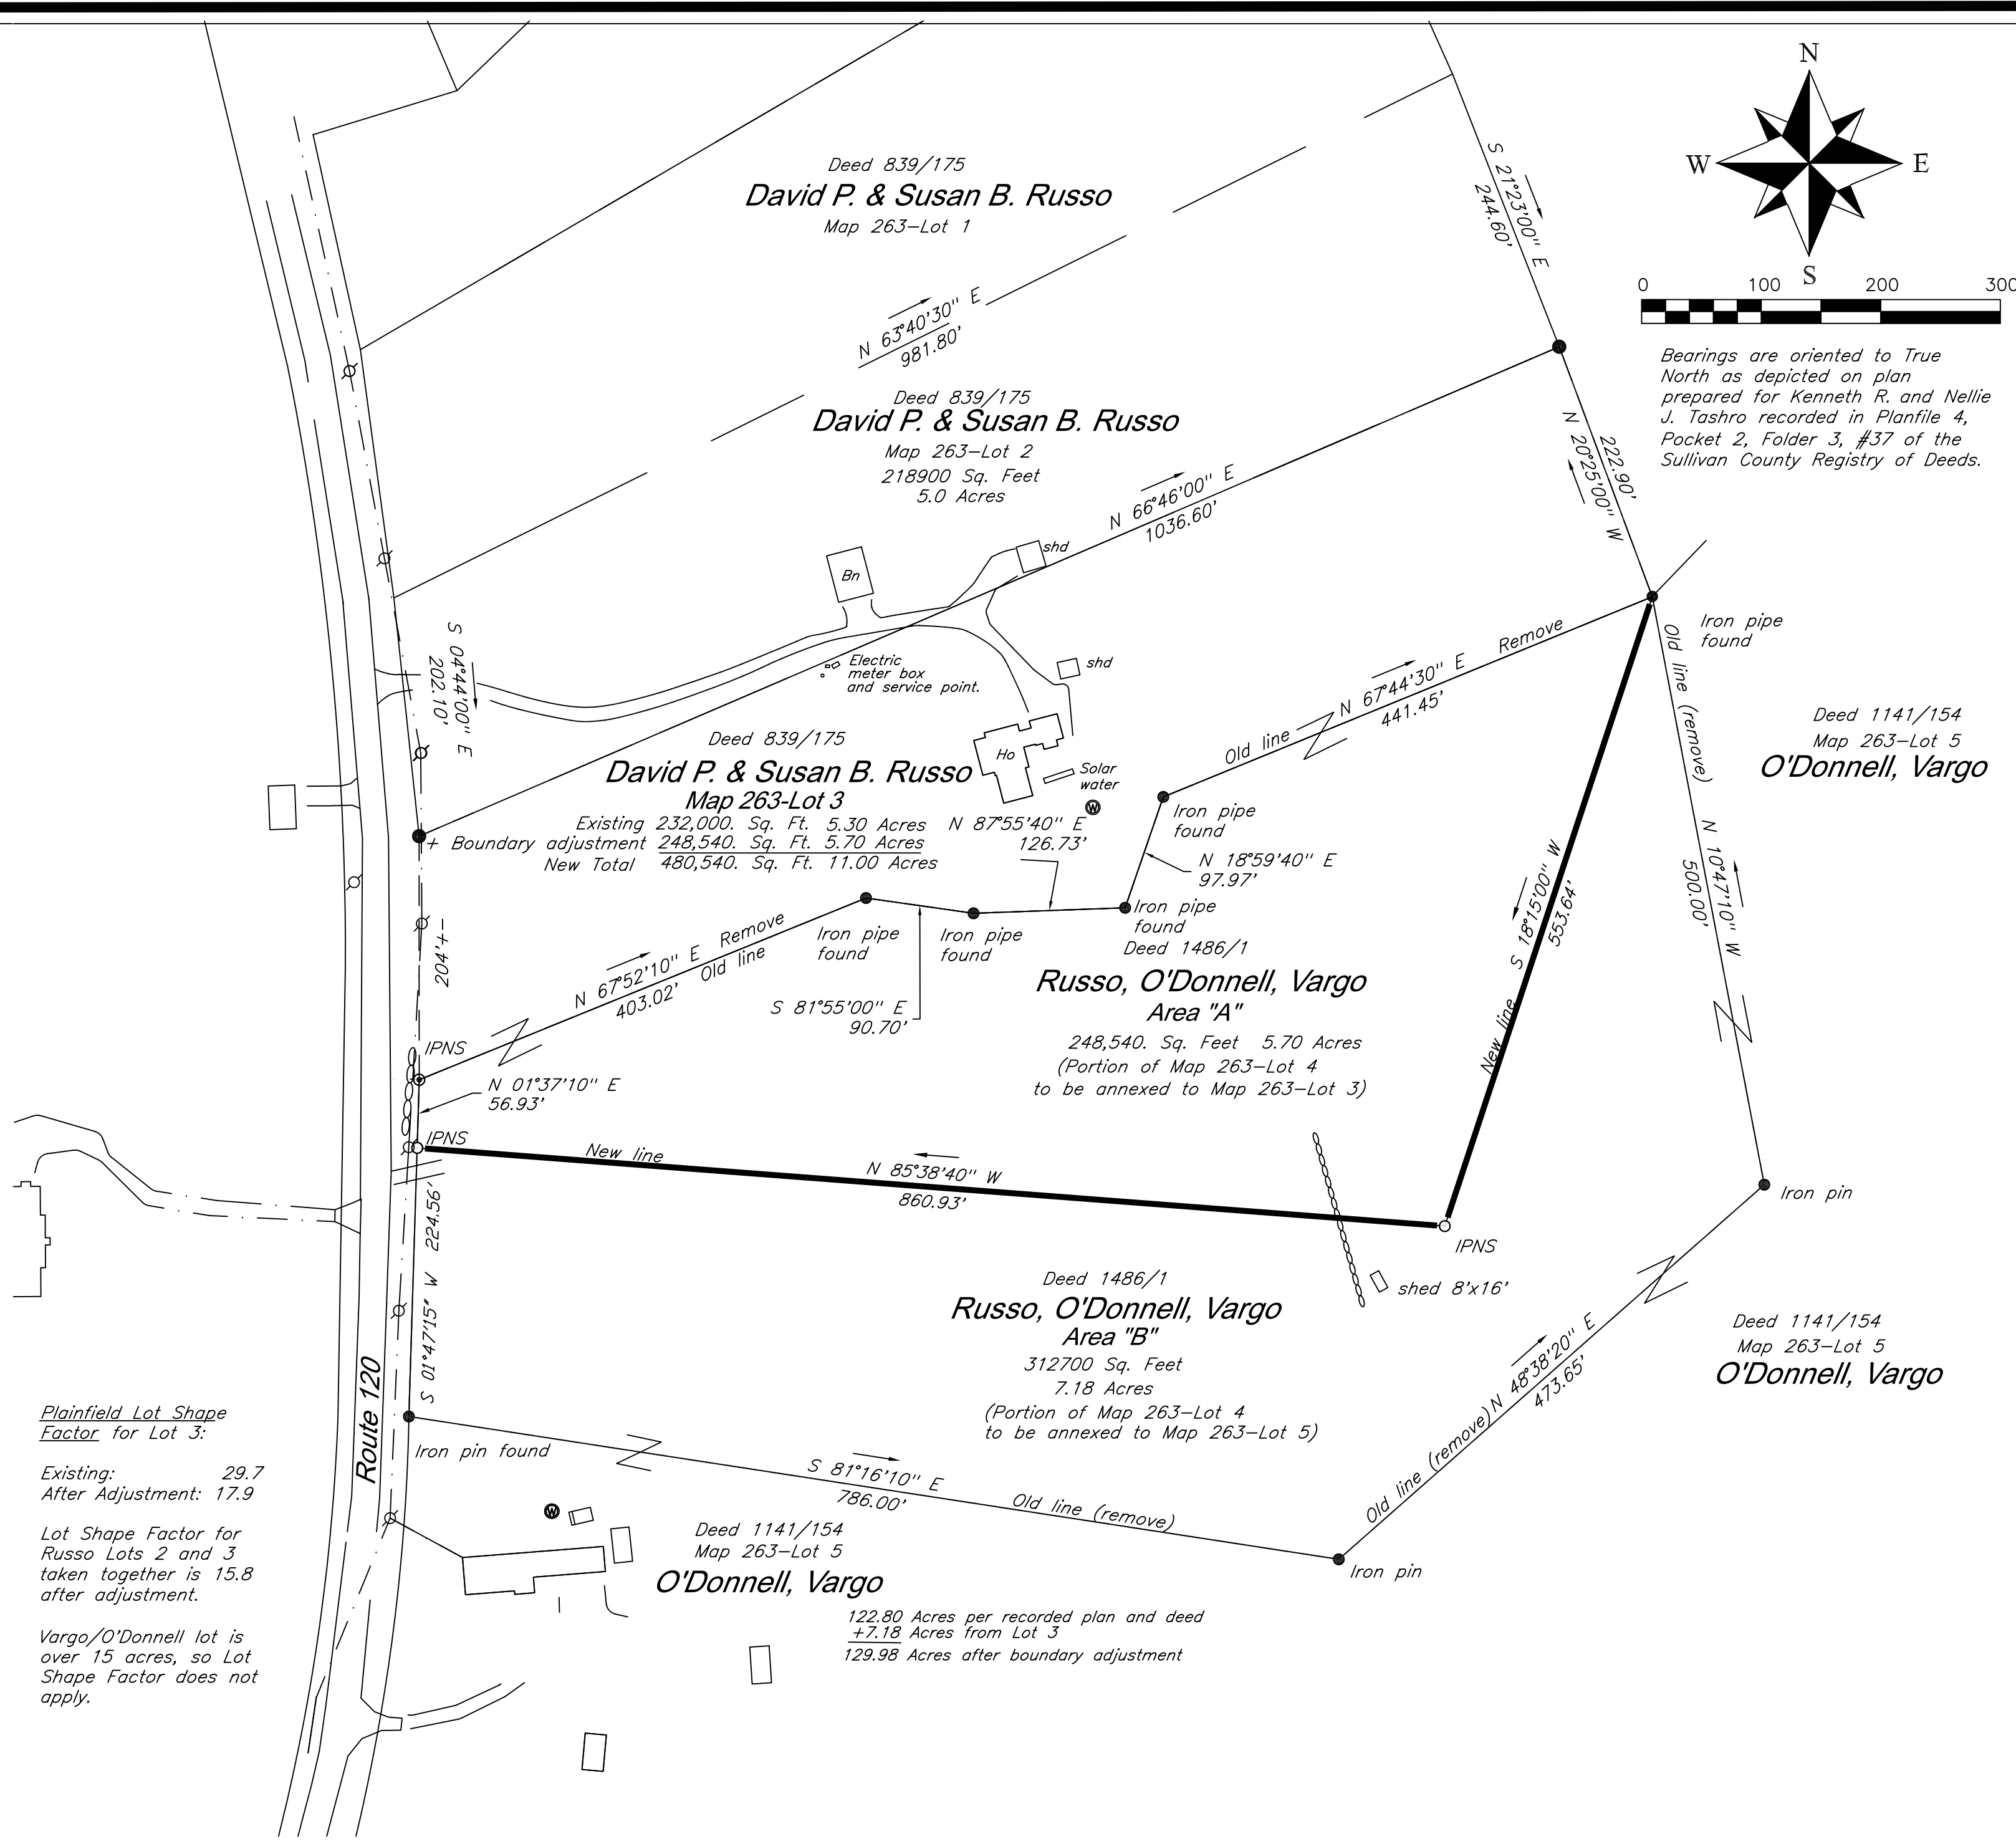 N
W
E
S
0 100 200 300
Bearings are oriented to True
North as depicted on plan
prepared for Kenneth R. and Nellie
J. Tashro recorded in Planfile 4,
Pocket 2, Folder 3, #37 of the
Sullivan County Registry of Deeds.
Deed 839/175
David P. & Susan B. Russo
Map 263-Lot 1
S 21°23'00" E
244.60'
N 63°40'30" E
981.80'
Deed 839/175
David P. & Susan B. Russo
Map 263-Lot 2
218900 Sq. Feet
5.0 Acres
N 66°46'00" E
1036.60'
222.90'
N 20°25'00" W
Bn
shd
shd
Electric
meter box
and service point.
Ho
Solar
water
W
S 04°44'00" E
202.10'
Iron pipe
found
Old line Remove
N 67°44'30" E
441.45'
Old line (remove)
N 10°47'10" W
500.00'
Deed 1141/154
Map 263-Lot 5
O'Donnell, Vargo
Deed 839/175
David P. & Susan B. Russo
Map 263-Lot 3
Existing 232,000. Sq. Ft. 5.30 Acres
+ Boundary adjustment 248,540. Sq. Ft. 5.70 Acres
New Total 480,540. Sq. Ft. 11.00 Acres
N 87°55'40" E
126.73'
Iron pipe
found
N 18°59'40" E
97.97'
Iron pipe
found
Iron pipe
found
Iron pipe
found
S 81°55'00" E
90.70'
204'+-
N 67°52'10" E Remove
403.02' Old line
IPNS
N 01°37'10" E
56.93'
IPNS
Deed 1486/1
Russo, O'Donnell, Vargo
Area "A"
248,540. Sq. Feet 5.70 Acres
(Portion of Map 263-Lot 4
to be annexed to Map 263-Lot 3)
New line
S 18°15'00" W
553.64'
New line
N 85°38'40" W
860.93'
IPNS
shed 8'x16'
Iron pin
S 01°47'15" W 224.56'
Route 120
Deed 1486/1
Russo, O'Donnell, Vargo
Area "B"
312700 Sq. Feet
7.18 Acres
(Portion of Map 263-Lot 4
to be annexed to Map 263-Lot 5)
Old line (remove) N 48°38'20" E
473.65'
Deed 1141/154
Map 263-Lot 5
O'Donnell, Vargo
Iron pin found
S 81°16'10" E
786.00'
Old line (remove)
Iron pin
W
Deed 1141/154
Map 263-Lot 5
O'Donnell, Vargo
122.80 Acres per recorded plan and deed
+7.18 Acres from Lot 3
129.98 Acres after boundary adjustment
Plainfield Lot Shape
Factor for Lot 3:
Existing: 29.7
After Adjustment: 17.9
Lot Shape Factor for
Russo Lots 2 and 3
taken together is 15.8
after adjustment.
Vargo/O'Donnell lot is
over 15 acres, so Lot
Shape Factor does not
apply.